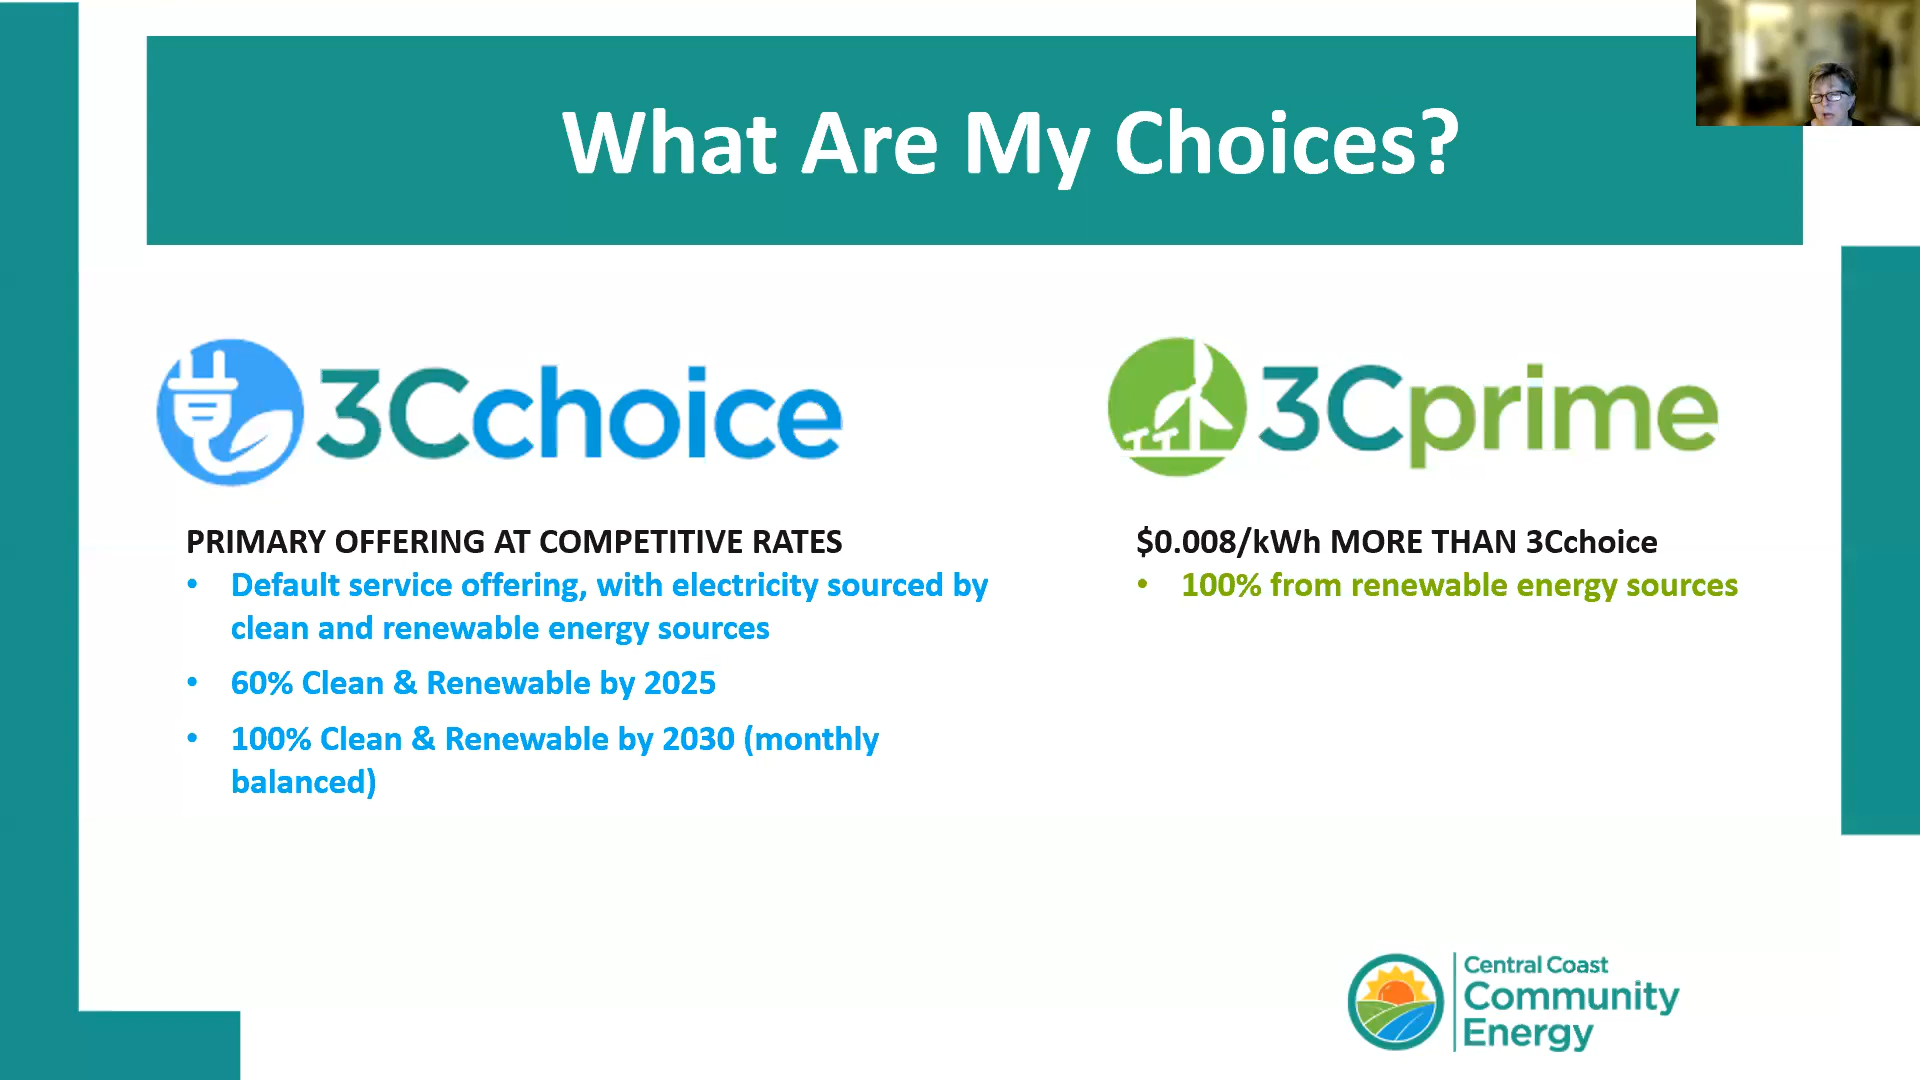 What Are My Choices?
3Cchoice
PRIMARY OFFERING AT COMPETITIVE RATES
• Default service offering, with electricity sourced by
clean and renewable energy sources
• 60% Clean & Renewable by 2025
• 100% Clean & Renewable by 2030 (monthly
balanced)
3Cprime
$0.008/kWh MORE THAN 3Cchoice
• 100% from renewable energy sources
Central Coast
Community
Energy